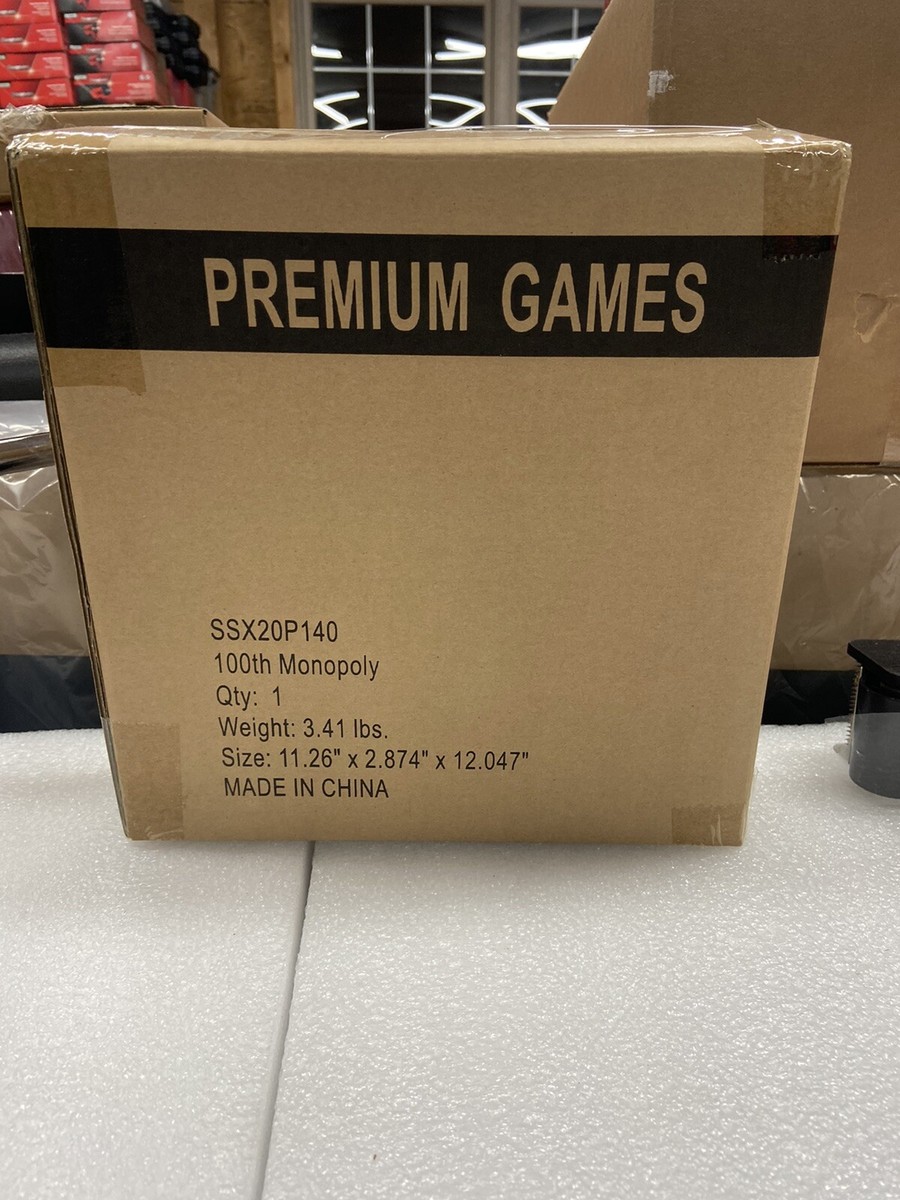 PREMIUM GAMES
SSX20P140
100th Monopoly
Qty: 1
Weight: 3.41 lbs.
Size: 11.26" x 2.874" x 12.047"
MADE IN CHINA